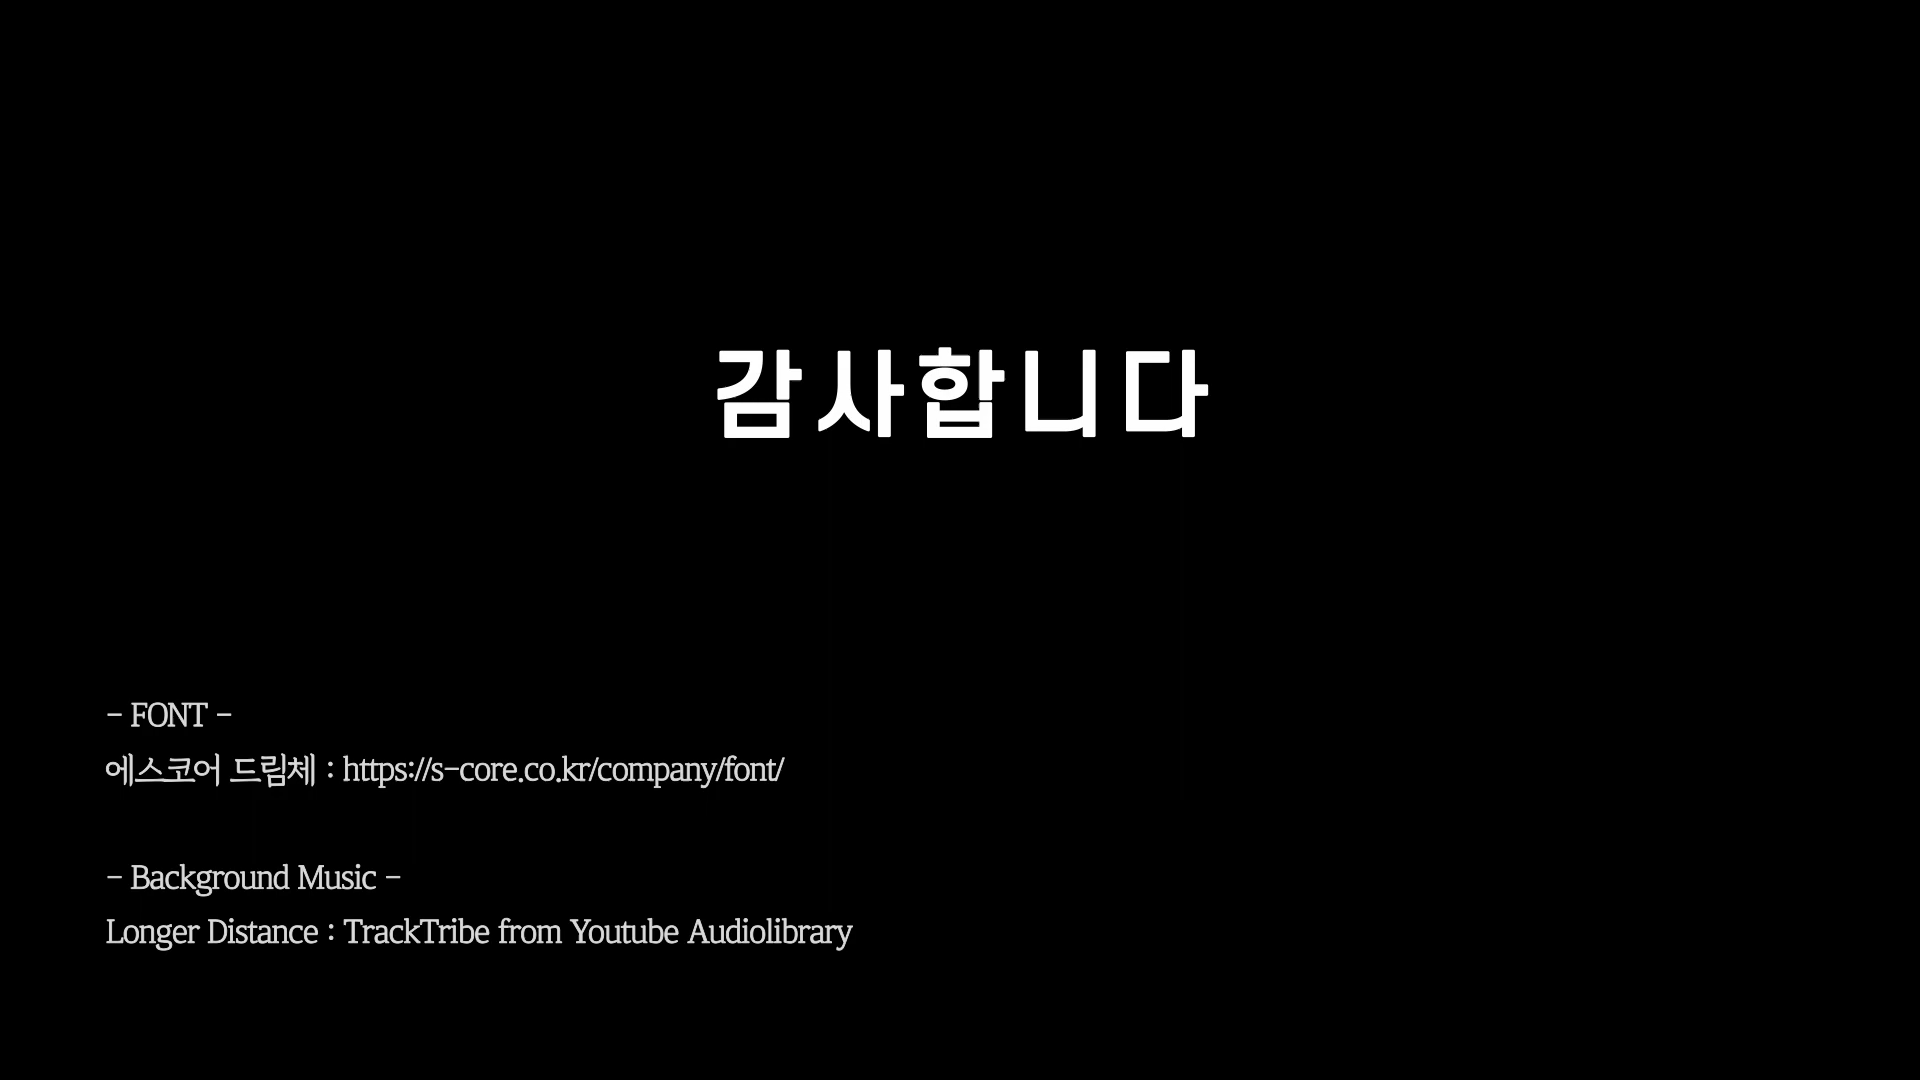 감사합니다
- FONT -
에스코어 드림체 : https://s-core.co.kr/company/font/
- Background Music -
Longer Distance : TrackTribe from Youtube Audiolibrary